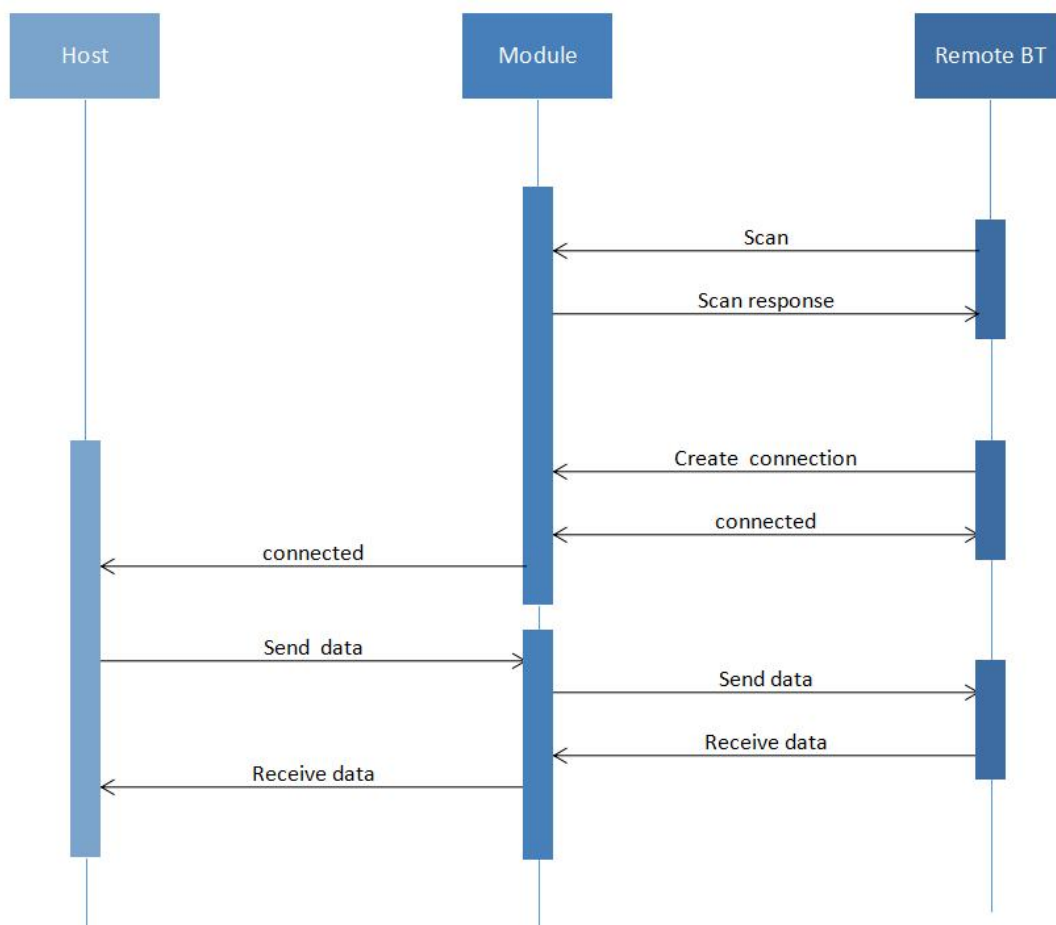 Host
Module
Remote BT
Scan
Scan response
Create connection
connected
connected
Send data
Send data
Receive data
Receive data